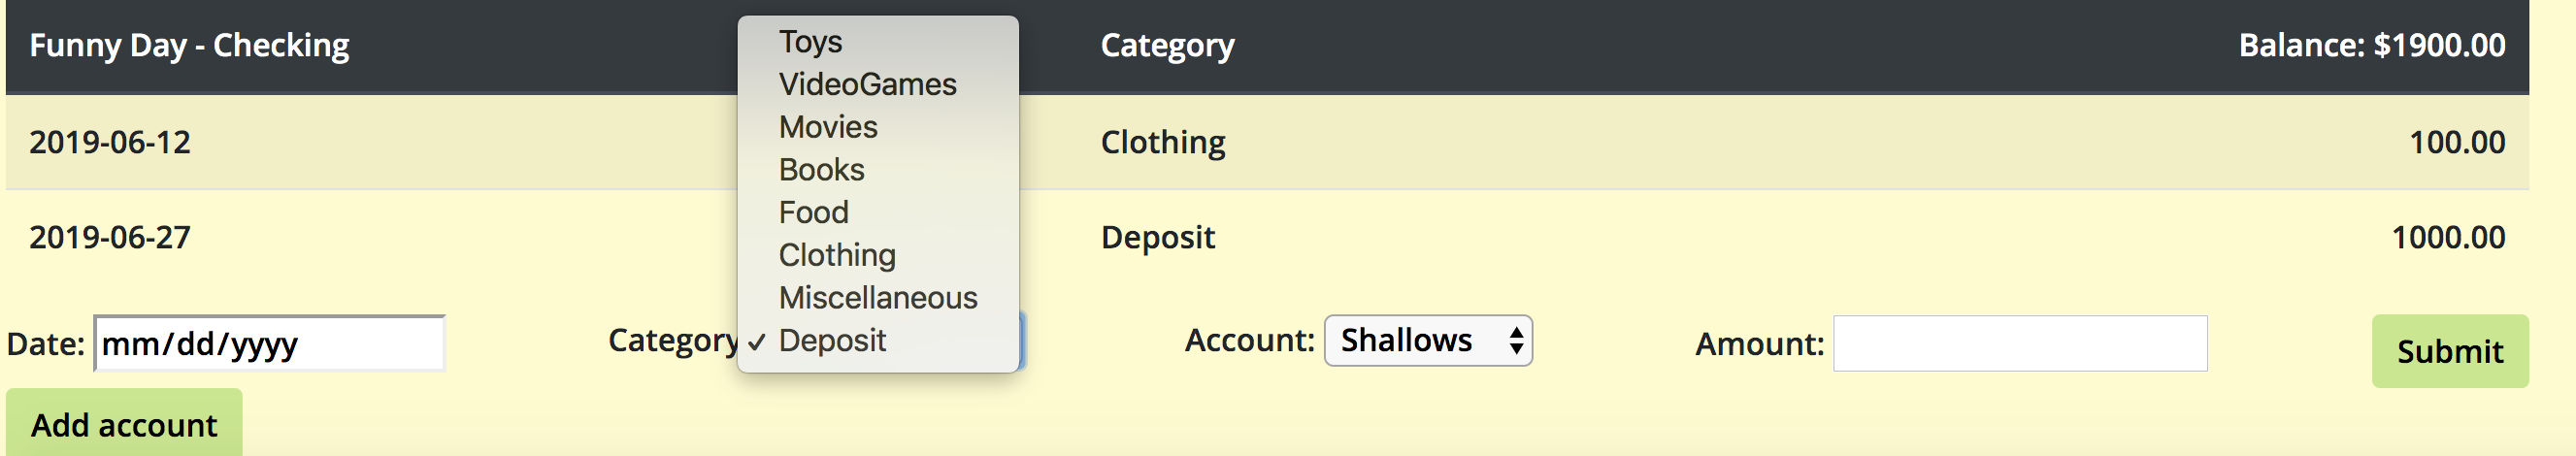 Funny Day - Checking Category Balance: $1900.00
2019-06-12 Clothing 100.00
2019-06-27 Deposit 1000.00
Toys
VideoGames
Movies
Books
Food
Clothing
Miscellaneous
✓ Deposit
Date: mm/dd/yyyy Category Account: Shallows Amount: Submit
Add account